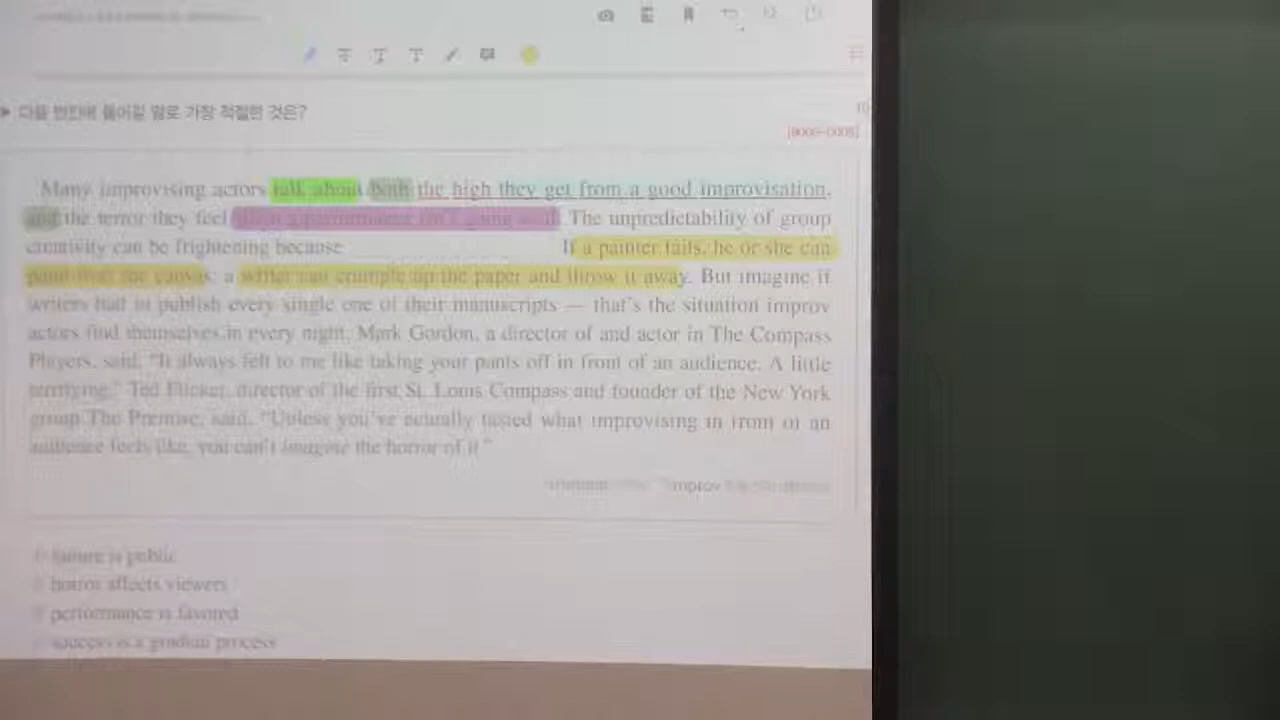 ▶ 다음 빈칸에 들어갈 말로 가장 적절한 것은?
Many improvising actors talk about both the high they get from a good improvisation,
and the terror they feel when a performance isn't going well. The unpredictability of group
creativity can be frightening because If a painter fails, he or she can
paint over the canvas; a writer can crumple up the paper and throw it away. But imagine if
writers had to publish every single one of their manuscripts — that's the situation improv
actors find themselves in every night. Mark Gordon, a director of and actor in The Compass
Players, said, “It always felt to me like taking your pants off in front of an audience. A little
terrifying.” Ted Flicker, director of the first St. Louis Compass and founder of the New York
group The Premise, said, “Unless you've actually tasted what improvising in front of an
audience feels like, you can't imagine the horror of it.”
failure is public
horror affects viewers
performance is favored
success is a gradual process